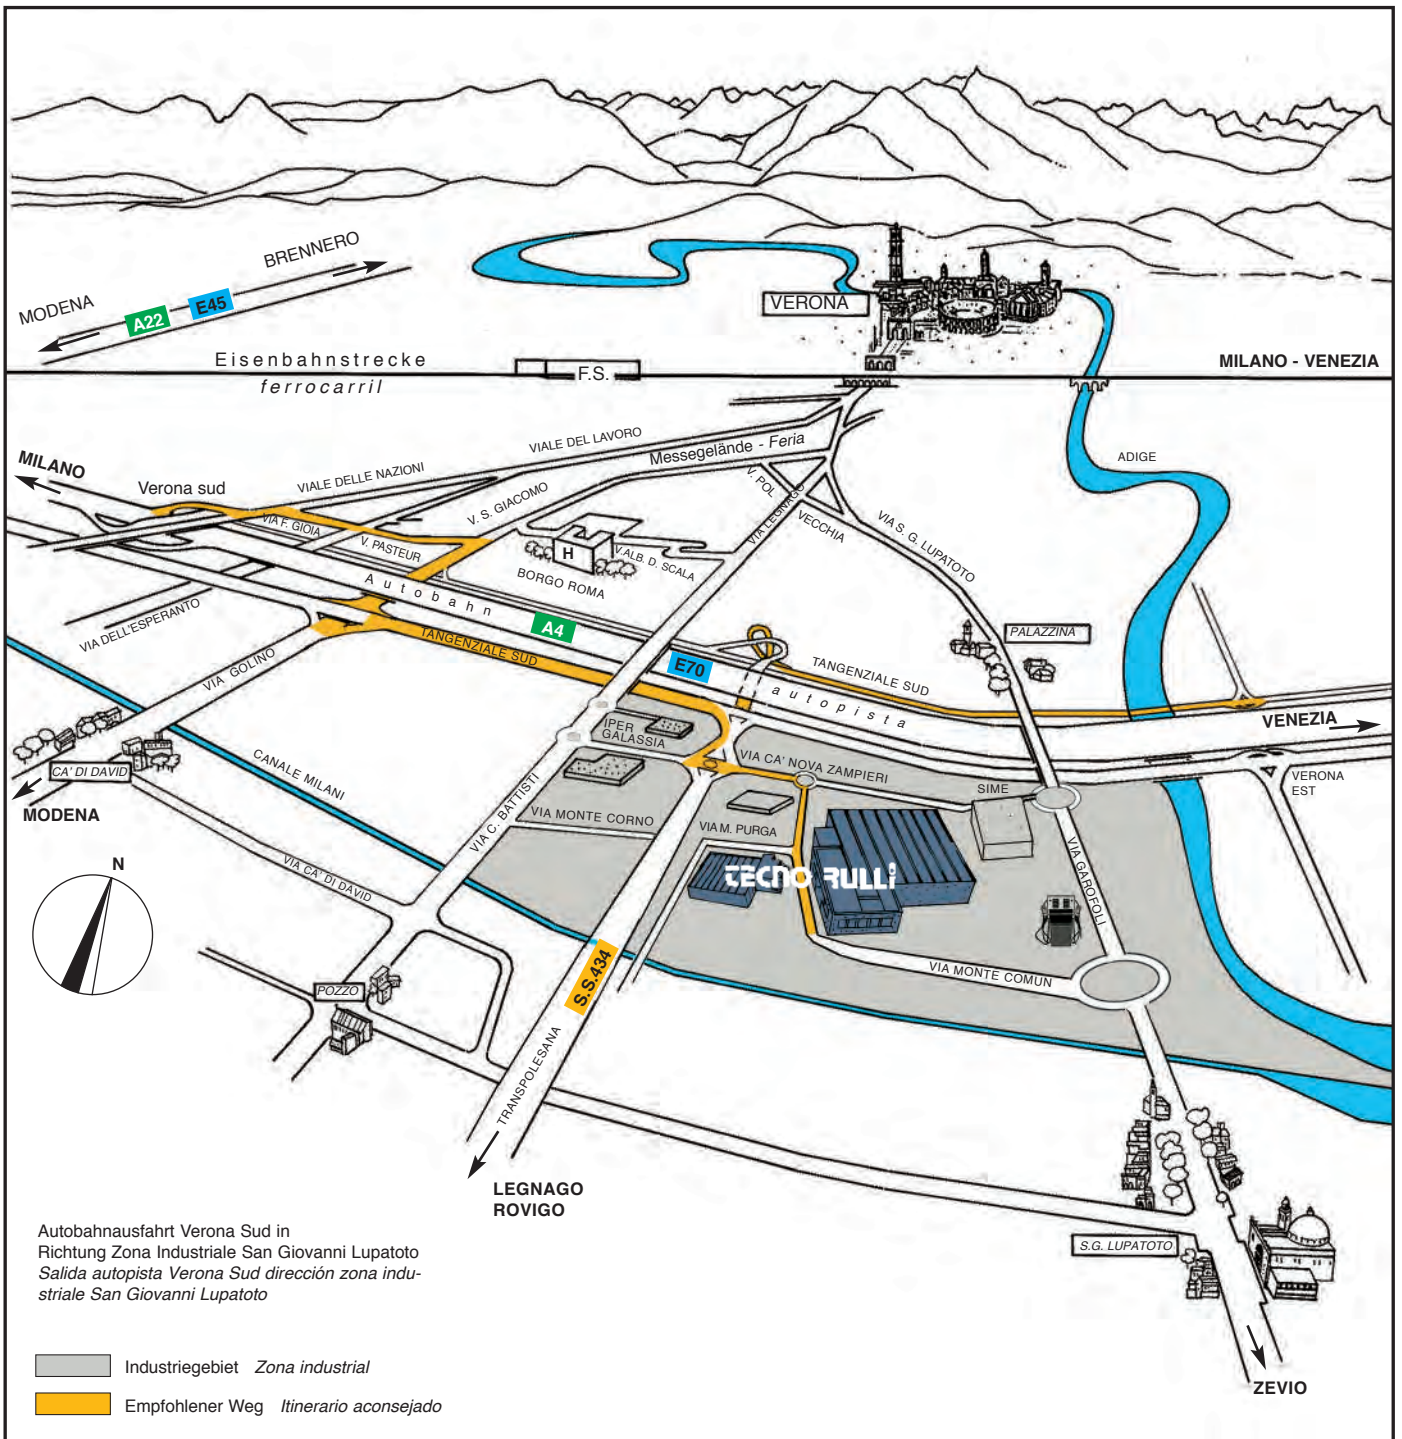 BRENNERO
MODENA
A22
E45
VERONA
Eisenbahnstrecke
ferrocarril
F.S.
MILANO - VENEZIA
MILANO
Verona sud
VIALE DELLE NAZIONI
VIALE DEL LAVORO
Messegelände - Feria
ADIGE
V. S. GIACOMO
V. POL
VECCHIA
VIA LEGNAGO
VIA S. G. LUPATOTO
VIA F. GIOIA
V. PASTEUR
H
V.ALB. D. SCALA
BORGO ROMA
Autobahn
A4
VIA DELL'ESPERANTO
TANGENZIALE SUD
PALAZZINA
VIA GOLINO
E70
autopista
TANGENZIALE SUD
VENEZIA
IPER
GALASSIA
VIA CA' NOVA ZAMPIERI
VERONA
EST
CA' DI DAVID
MODENA
CANALE MILANI
SIME
VIA C. BATTISTI
VIA MONTE CORNO
VIA M. PURGA
VIA GAROFOLI
TECNO RULLI
N
VIA CA' DI DAVID
VIA MONTE COMUN
S.S.434
POZZO
TRANSPOLESANA
LEGNAGO
ROVIGO
S.G. LUPATOTO
ZEVIO
Autobahnausfahrt Verona Sud in
Richtung Zona Industriale San Giovanni Lupatoto
Salida autopista Verona Sud dirección zona indu-
striale San Giovanni Lupatoto
Industriegebiet Zona industrial
Empfohlener Weg Itinerario aconsejado